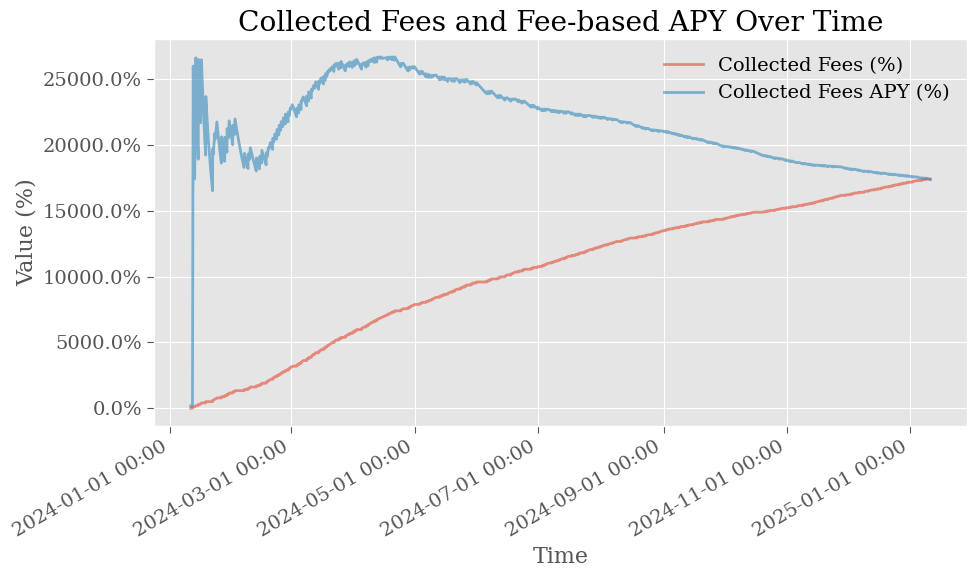 Collected Fees and Fee-based APY Over Time
Collected Fees (%)
Collected Fees APY (%)
Value (%)
25000.0%
20000.0%
15000.0%
10000.0%
5000.0%
0.0%
2024-01-01 00:00
2024-03-01 00:00
2024-05-01 00:00
2024-07-01 00:00
2024-09-01 00:00
2024-11-01 00:00
2025-01-01 00:00
Time